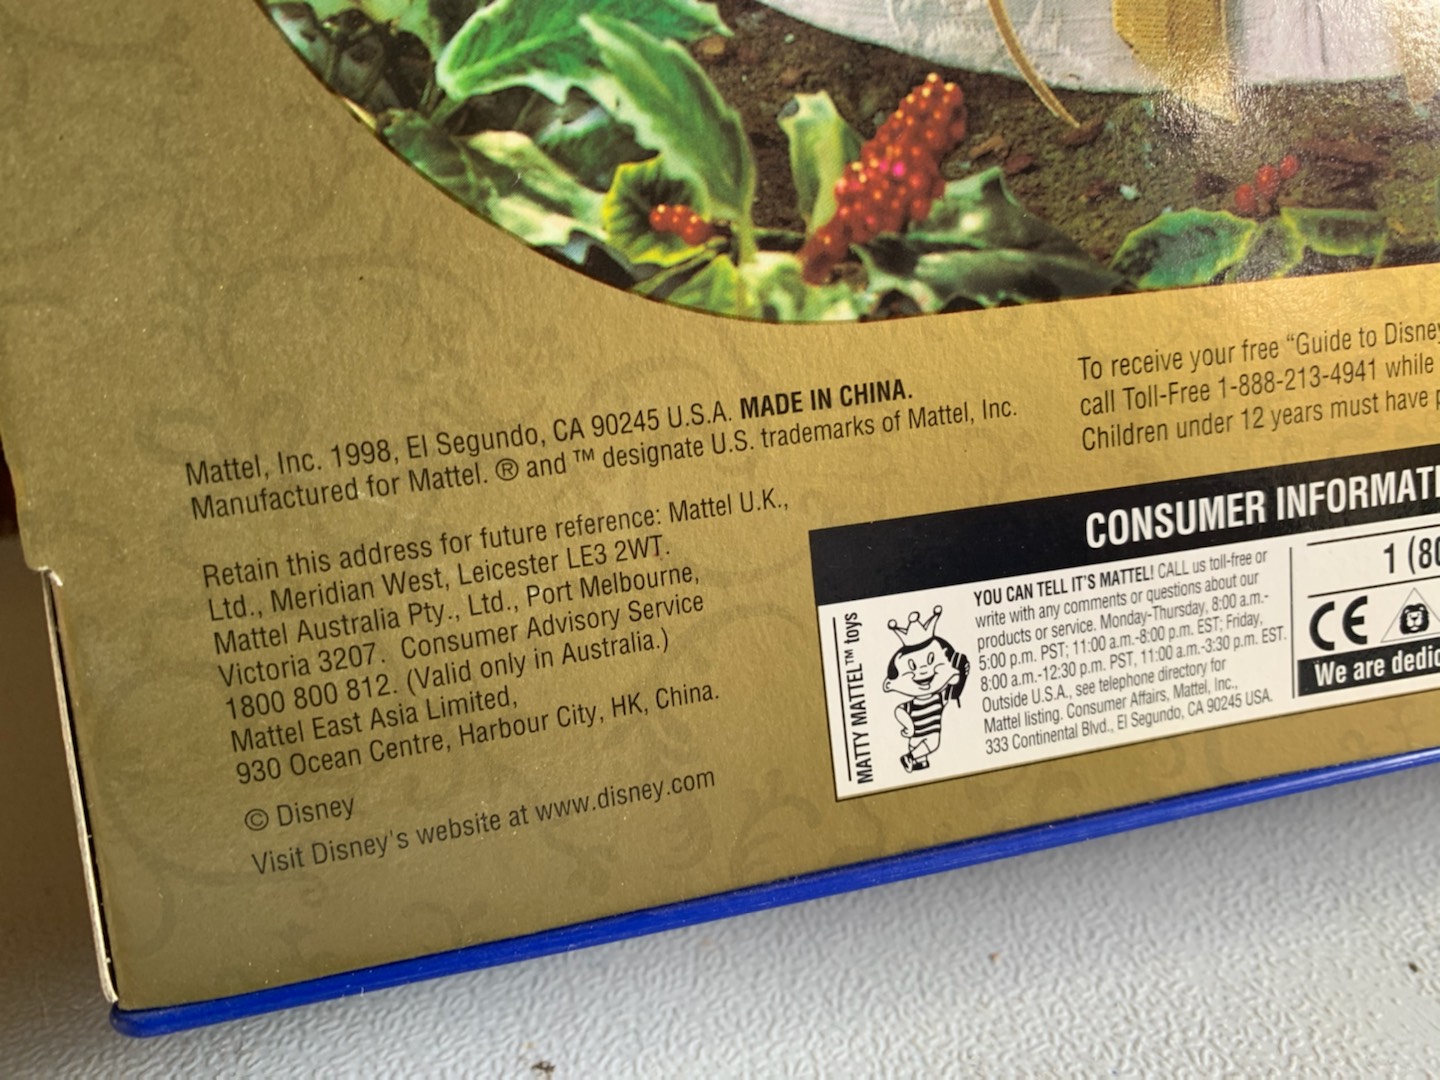 Mattel, Inc. 1998, El Segundo, CA 90245 U.S.A. MADE IN CHINA.
Manufactured for Mattel. ® and ™ designate U.S. trademarks of Mattel, Inc.
Retain this address for future reference: Mattel U.K.,
Ltd., Meridian West, Leicester LE3 2WT.
Mattel Australia Pty., Ltd., Port Melbourne,
Victoria 3207. Consumer Advisory Service
1800 800 812. (Valid only in Australia.)
Mattel East Asia Limited,
930 Ocean Centre, Harbour City, HK, China.
© Disney
Visit Disney's website at www.disney.com
To receive your free "Guide to Disney
call Toll-Free 1-888-213-4941 while
Children under 12 years must have
CONSUMER
MATTY MATTEL™ toys
YOU CAN TELL IT'S MATTEL! CALL us toll-free or
write with any comments or questions about our
products or service. Monday-Thursday, 8:00 a.m.-
5:00 p.m. PST; 11:00 a.m.-8:00 p.m. EST; Friday,
8:00 a.m.-12:30 p.m. PST, 11:00 a.m.-3:30 p.m. EST.
Outside U.S.A., see telephone directory for
Mattel listing. Consumer Affairs, Mattel, Inc.,
333 Continental Blvd., El Segundo, CA 90245 USA.
1 (80
CE
We are